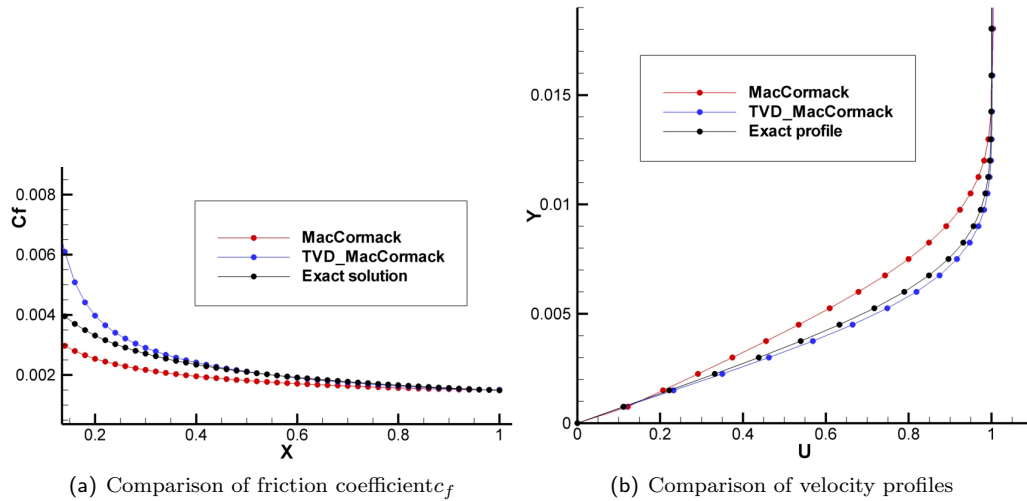 0.008
0.006
0.004
0.002
Cf
MacCormack
TVD_MacCormack
Exact solution
0.2
0.4
0.6
0.8
1
X
(a) Comparison of friction coefficientc_f
0.015
0.01
0.005
0
Y
MacCormack
TVD_MacCormack
Exact profile
0
0.2
0.4
0.6
0.8
1
U
(b) Comparison of velocity profiles